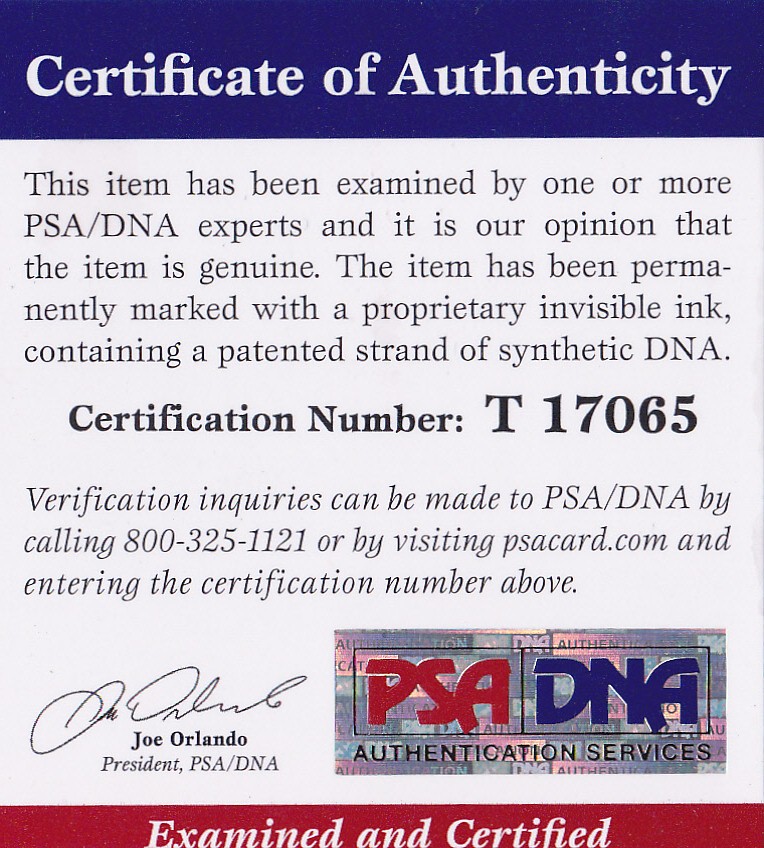 Certificate of Authenticity
This item has been examined by one or more
PSA/DNA experts and it is our opinion that
the item is genuine. The item has been perma-
nently marked with a proprietary invisible ink,
containing a patented strand of synthetic DNA.
Certification Number: T 17065
Verification inquiries can be made to PSA/DNA by
calling 800-325-1121 or by visiting psacard.com and
entering the certification number above.
Joe Orlando
Joe Orlando
President, PSA/DNA
PSA DNA
AUTHENTICATION SERVICES
Examined and Certified